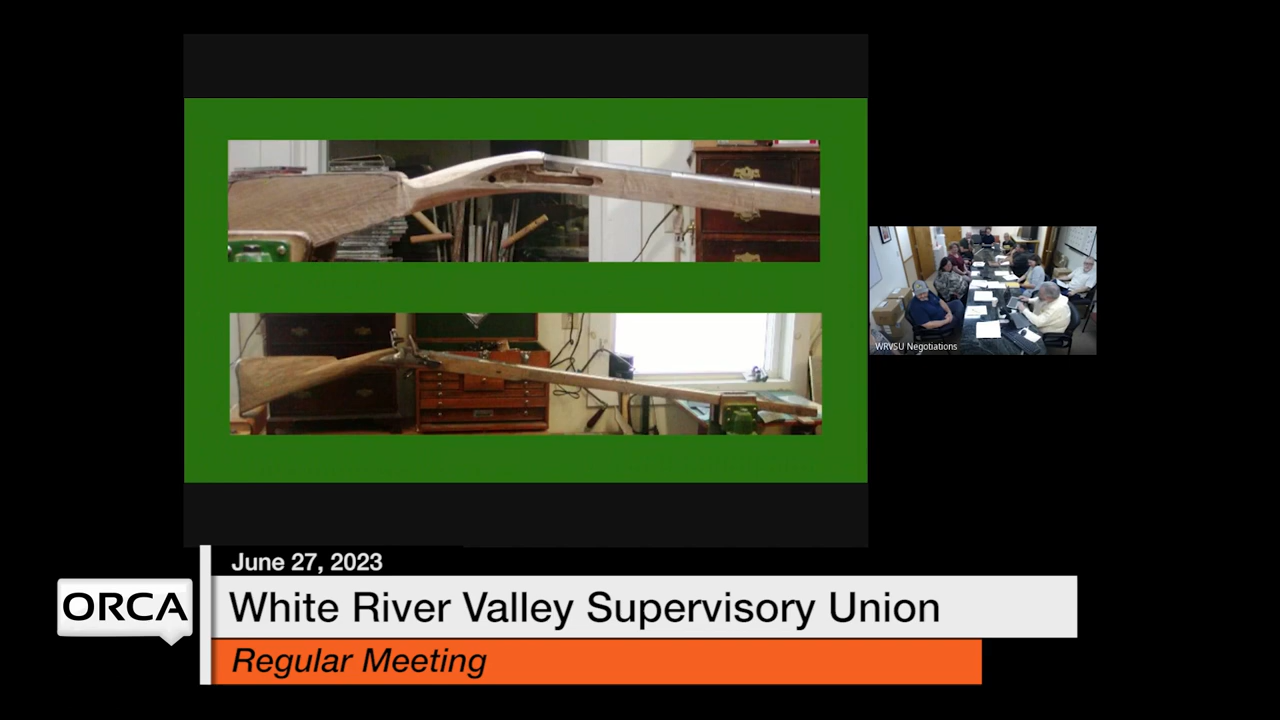 WRVSU Negotiations
June 27, 2023
ORCA
White River Valley Supervisory Union
Regular Meeting